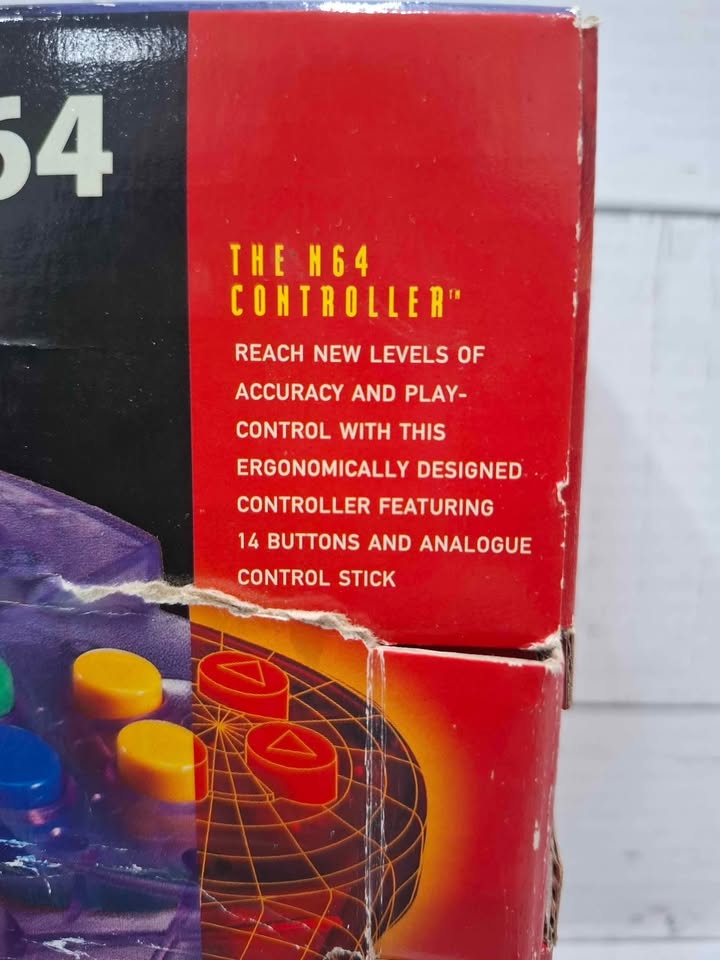 64
THE N64
CONTROLLER™
REACH NEW LEVELS OF
ACCURACY AND PLAY-
CONTROL WITH THIS
ERGONOMICALLY DESIGNED
CONTROLLER FEATURING
14 BUTTONS AND ANALOGUE
CONTROL STICK